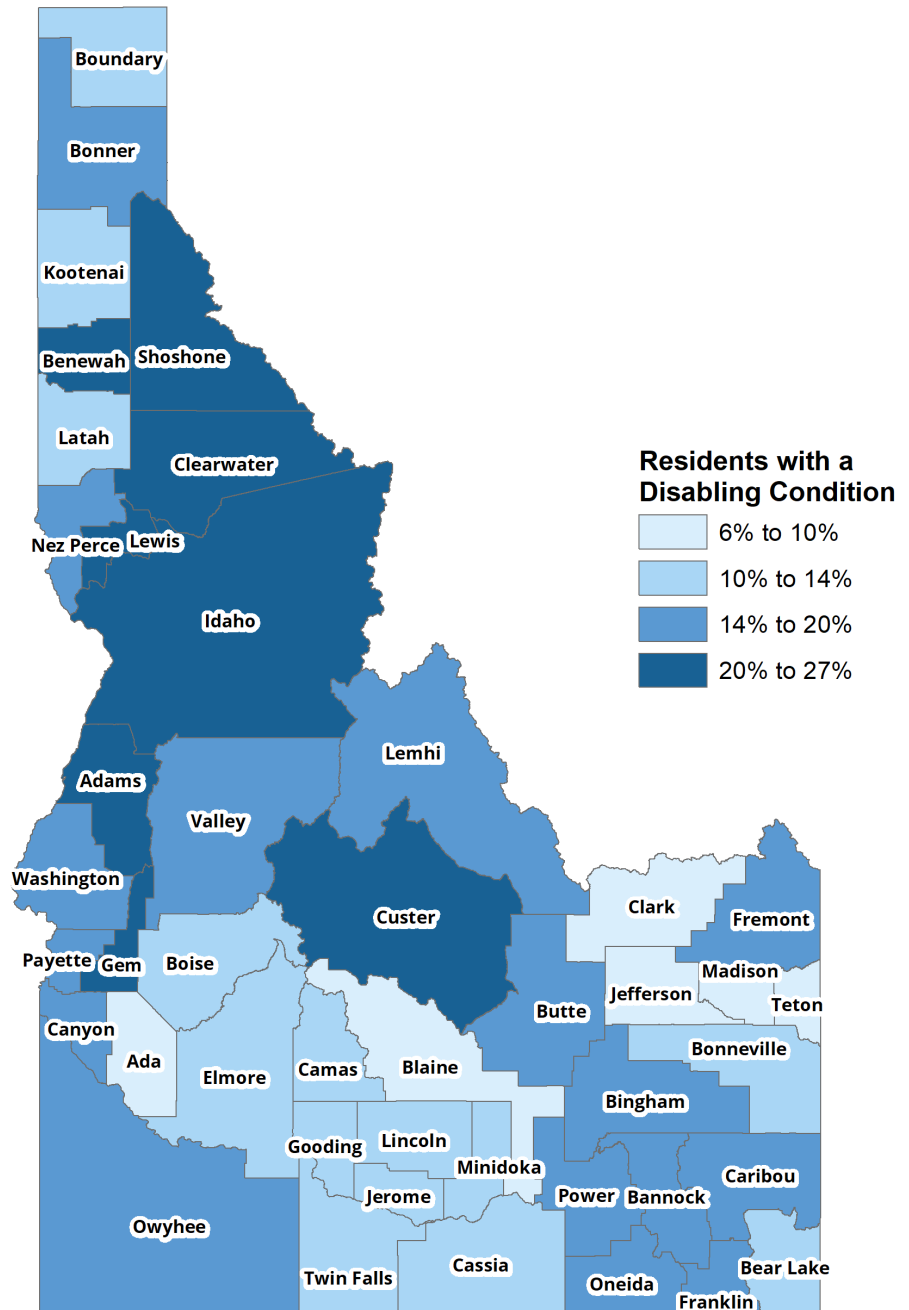 Boundary
Bonner
Kootenai
Benewah
Shoshone
Latah
Clearwater
Nez Perce
Lewis
Idaho
Residents with a
Disabling Condition
6% to 10%
10% to 14%
14% to 20%
20% to 27%
Adams
Lemhi
Valley
Washington
Custer
Clark
Fremont
Payette
Gem
Boise
Madison
Jefferson
Teton
Canyon
Butte
Ada
Elmore
Camas
Blaine
Bonneville
Bingham
Gooding
Lincoln
Minidoka
Jerome
Power
Bannock
Caribou
Owyhee
Twin Falls
Cassia
Oneida
Bear Lake
Franklin